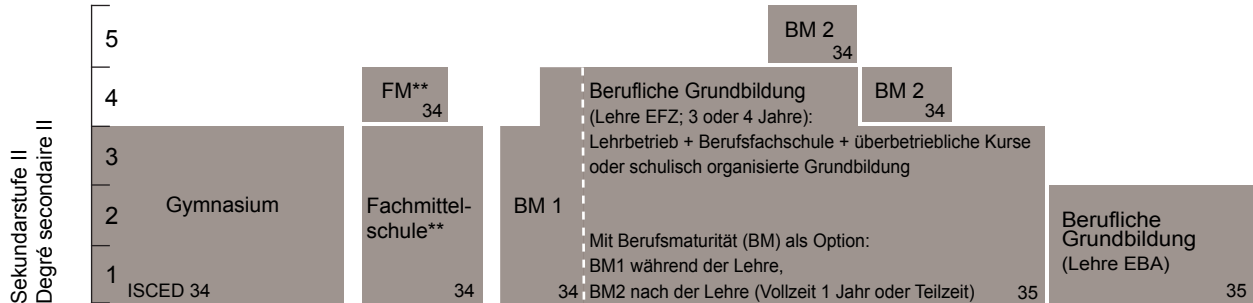 Sekundarstufe II
Degré secondaire II
5
4
3
2
1
ISCED 34
Gymnasium
FM**
34
Fachmittel-
schule**
34
BM 1
34
BM 2
34
BM 2
34
Berufliche Grundbildung
(Lehre EFZ; 3 oder 4 Jahre):
Lehrbetrieb + Berufsfachschule + überbetriebliche Kurse
oder schulisch organisierte Grundbildung
Mit Berufsmaturität (BM) als Option:
BM1 während der Lehre,
BM2 nach der Lehre (Vollzeit 1 Jahr oder Teilzeit)
35
Berufliche
Grundbildung
(Lehre EBA)
35